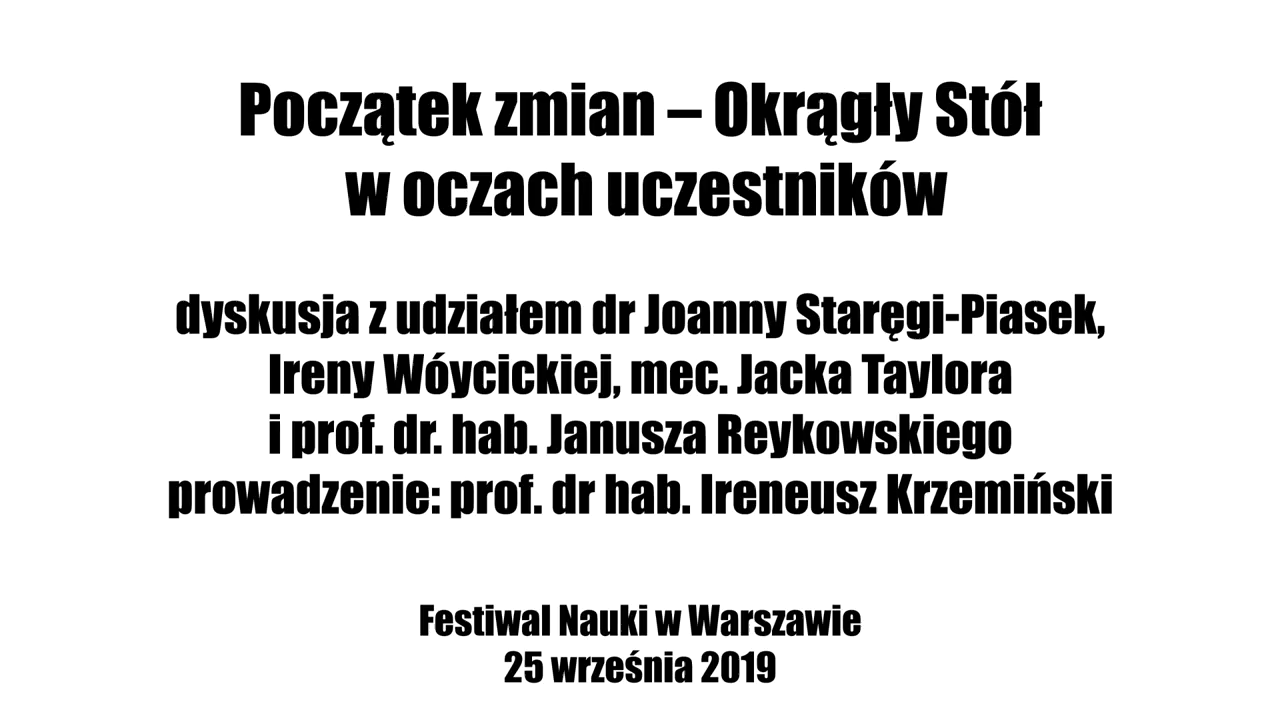 Początek zmian – Okrągły Stół
w oczach uczestników
dyskusja z udziałem dr Joanny Staręgi-Piasek,
Ireny Wóycickiej, mec. Jacka Taylora
i prof. dr. hab. Janusza Reykowskiego
prowadzenie: prof. dr hab. Ireneusz Krzemiński
Festiwal Nauki w Warszawie
25 września 2019